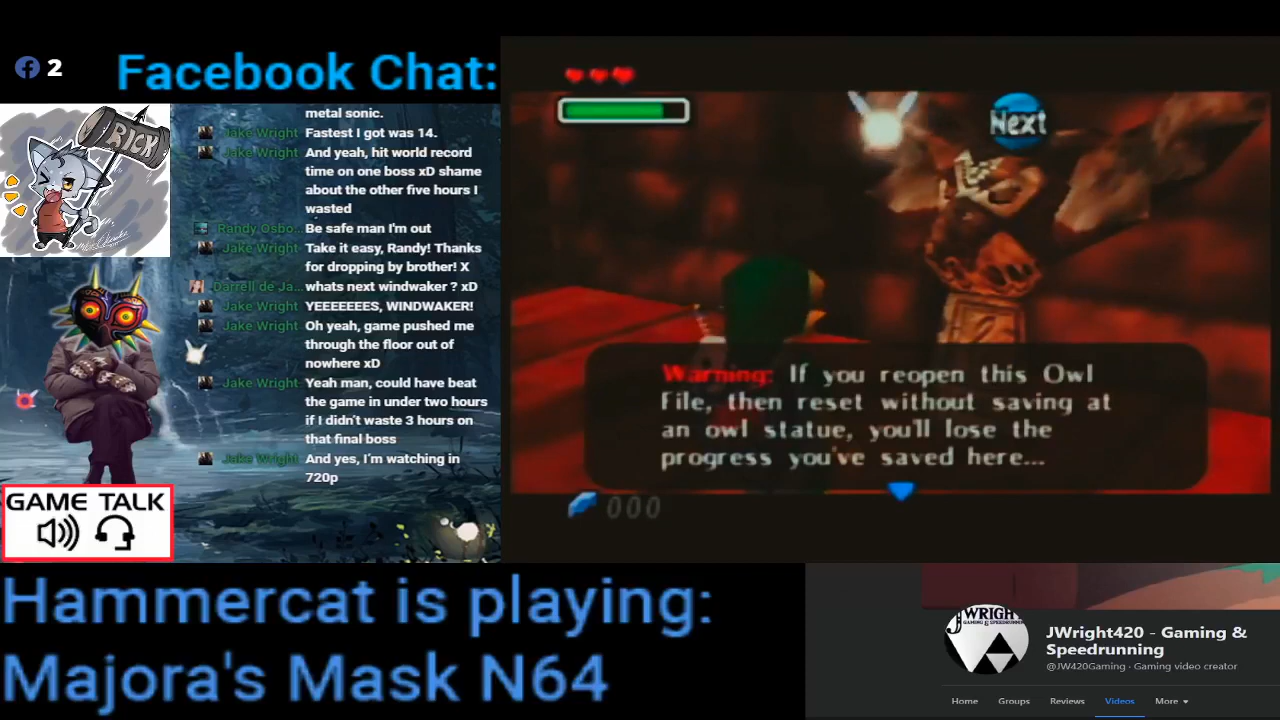 2
Facebook Chat:
metal sonic.
Jake Wright Fastest I got was 14.
Jake Wright And yeah, hit world record
time on one boss xD shame
about the other five hours I
wasted
Randy Osbo... Be safe man I'm out
Jake Wright Take it easy, Randy! Thanks
for dropping by brother! X
Darrell de Ja... whats next windwaker ? xD
Jake Wright YEEEEEEES, WINDWAKER!
Jake Wright Oh yeah, game pushed me
through the floor out of
nowhere xD
Jake Wright Yeah man, could have beat
the game in under two hours
if I didn't waste 3 hours on
that final boss
Jake Wright And yes, I'm watching in
720p
RICK
GAME TALK
Next
Warning: If you reopen this Owl
File, then reset without saving at
an owl statue, you'll lose the
progress you've saved here...
000
Hammercat is playing:
Majora's Mask N64
JWRIGHT
GAMING & SPEEDRUNNING
JWright420 - Gaming &
Speedrunning
@JW420Gaming · Gaming video creator
Home Groups Reviews Videos More